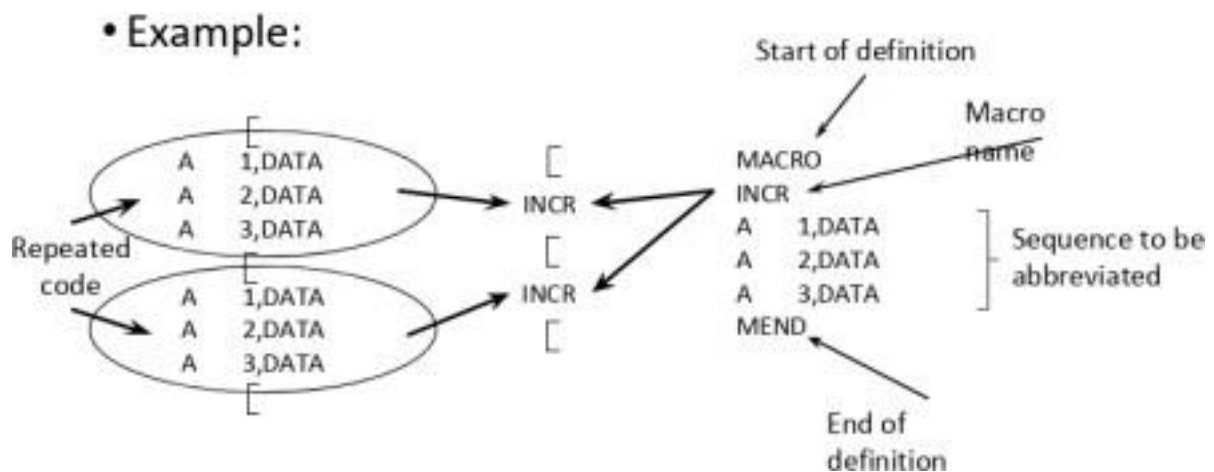 • Example:
[
A 1,DATA
A 2,DATA
A 3,DATA
[
A 1,DATA
A 2,DATA
A 3,DATA
[
Repeated
code
[
INCR
[
INCR
[
Start of definition
Macro
name
MACRO
INCR
A 1,DATA
A 2,DATA
A 3,DATA
MEND
Sequence to be
abbreviated
End of
definition